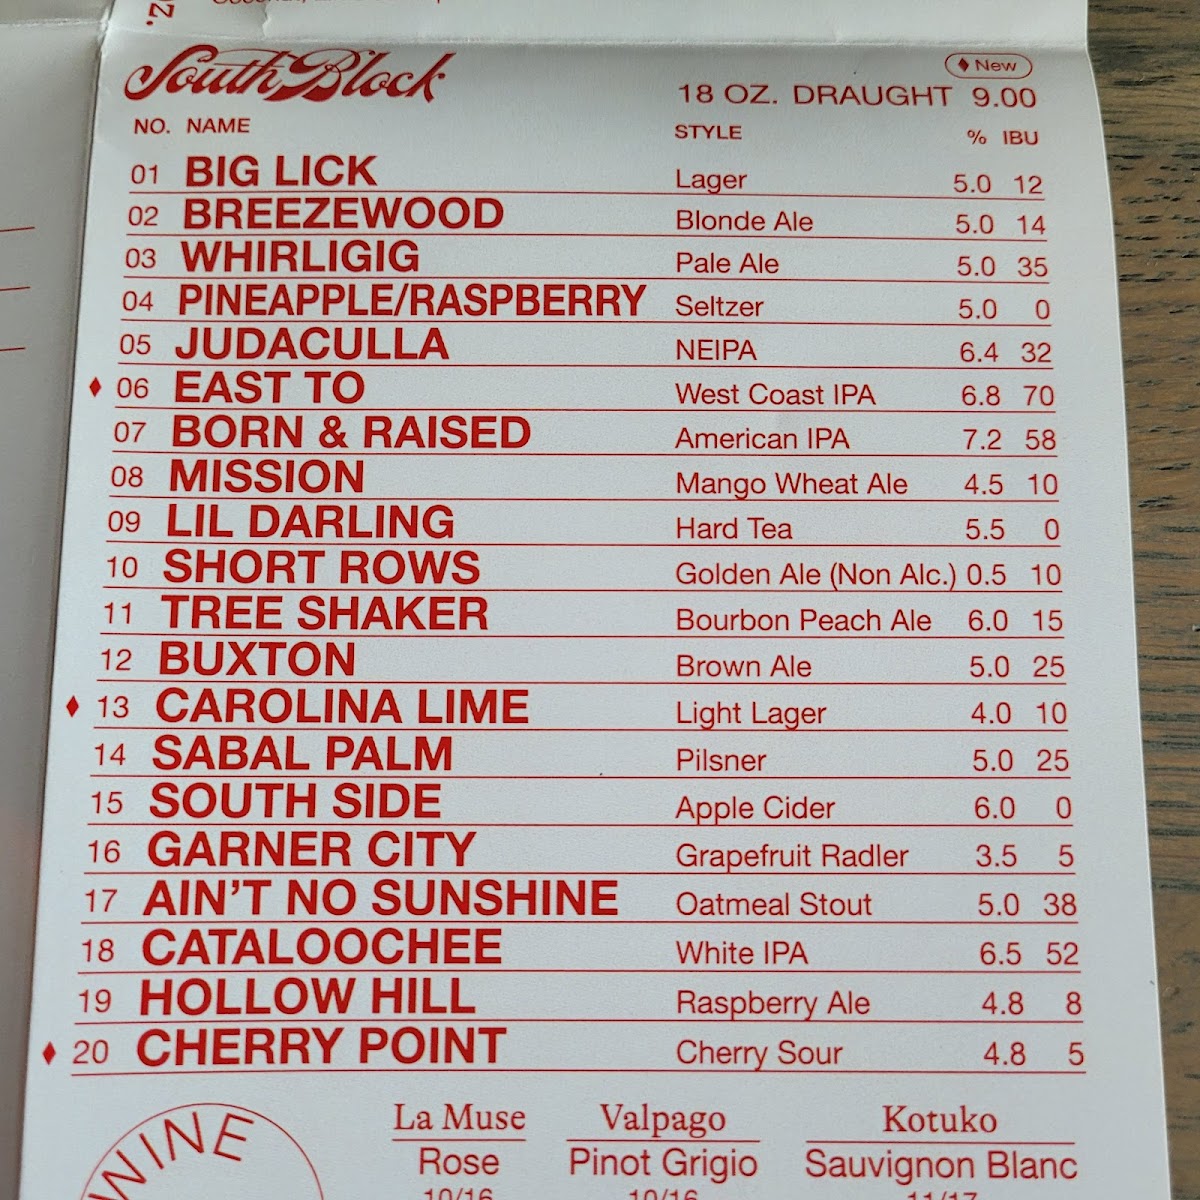 OZ.
South Block
♦ New
18 OZ. DRAUGHT 9.00
NO. NAME STYLE % IBU
01 BIG LICK Lager 5.0 12
02 BREEZEWOOD Blonde Ale 5.0 14
03 WHIRLIGIG Pale Ale 5.0 35
04 PINEAPPLE/RASPBERRY Seltzer 5.0 0
05 JUDACULLA NEIPA 6.4 32
♦ 06 EAST TO West Coast IPA 6.8 70
07 BORN & RAISED American IPA 7.2 58
08 MISSION Mango Wheat Ale 4.5 10
09 LIL DARLING Hard Tea 5.5 0
10 SHORT ROWS Golden Ale (Non Alc.) 0.5 10
11 TREE SHAKER Bourbon Peach Ale 6.0 15
12 BUXTON Brown Ale 5.0 25
♦ 13 CAROLINA LIME Light Lager 4.0 10
14 SABAL PALM Pilsner 5.0 25
15 SOUTH SIDE Apple Cider 6.0 0
16 GARNER CITY Grapefruit Radler 3.5 5
17 AIN'T NO SUNSHINE Oatmeal Stout 5.0 38
18 CATALOOCHEE White IPA 6.5 52
19 HOLLOW HILL Raspberry Ale 4.8 8
♦ 20 CHERRY POINT Cherry Sour 4.8 5
WINE
La Muse Valpago Kotuko
Rose Pinot Grigio Sauvignon Blanc
10/16 10/16 11/17